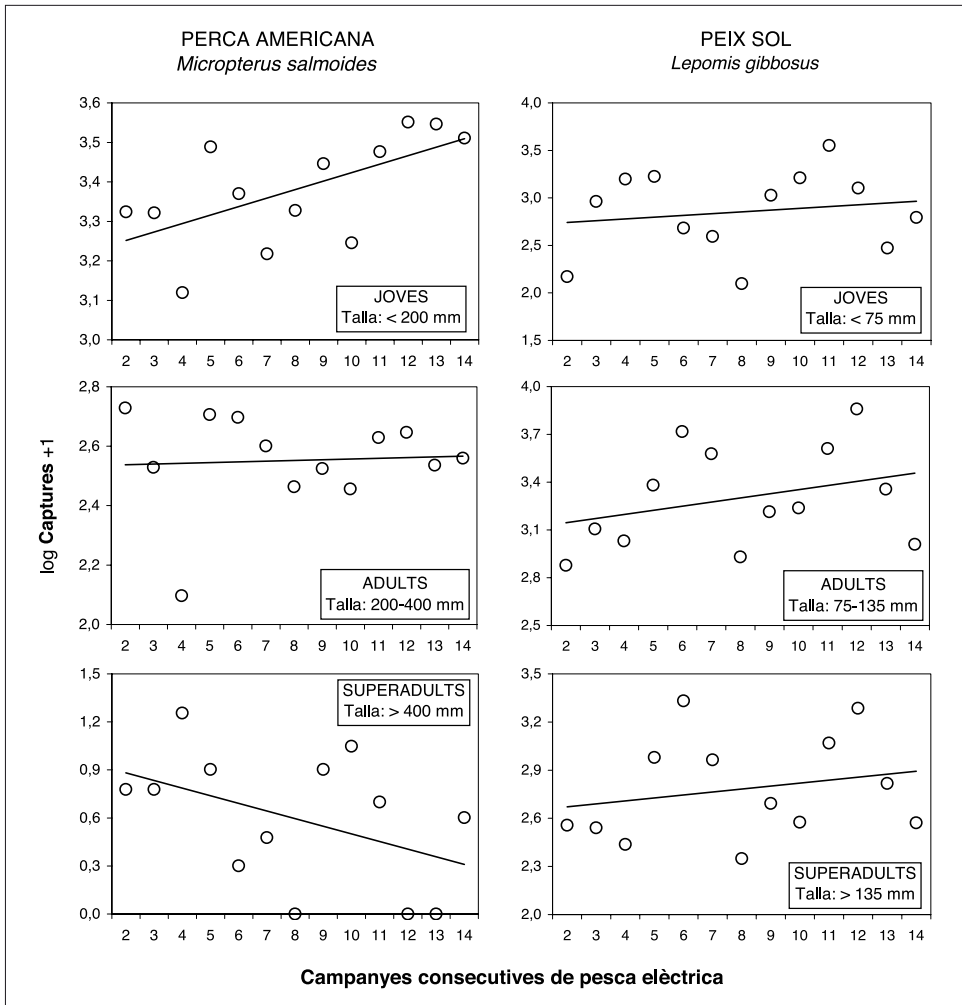 PERCA AMERICANA
Micropterus salmoides
PEIX SOL
Lepomis gibbosus
log Captures +1
3,6
3,5
3,4
3,3
3,2
3,1
3,0
JOVES
Talla: < 200 mm
2 3 4 5 6 7 8 9 10 11 12 13 14
4,0
3,5
3,0
2,5
2,0
1,5
JOVES
Talla: < 75 mm
2 3 4 5 6 7 8 9 10 11 12 13 14
2,8
2,6
2,4
2,2
2,0
ADULTS
Talla: 200-400 mm
2 3 4 5 6 7 8 9 10 11 12 13 14
4,0
3,7
3,4
3,1
2,8
2,5
ADULTS
Talla: 75-135 mm
2 3 4 5 6 7 8 9 10 11 12 13 14
1,5
1,2
0,9
0,6
0,3
0,0
SUPERADULTS
Talla: > 400 mm
2 3 4 5 6 7 8 9 10 11 12 13 14
3,5
3,2
2,9
2,6
2,3
2,0
SUPERADULTS
Talla: > 135 mm
2 3 4 5 6 7 8 9 10 11 12 13 14
Campanyes consecutives de pesca elèctrica